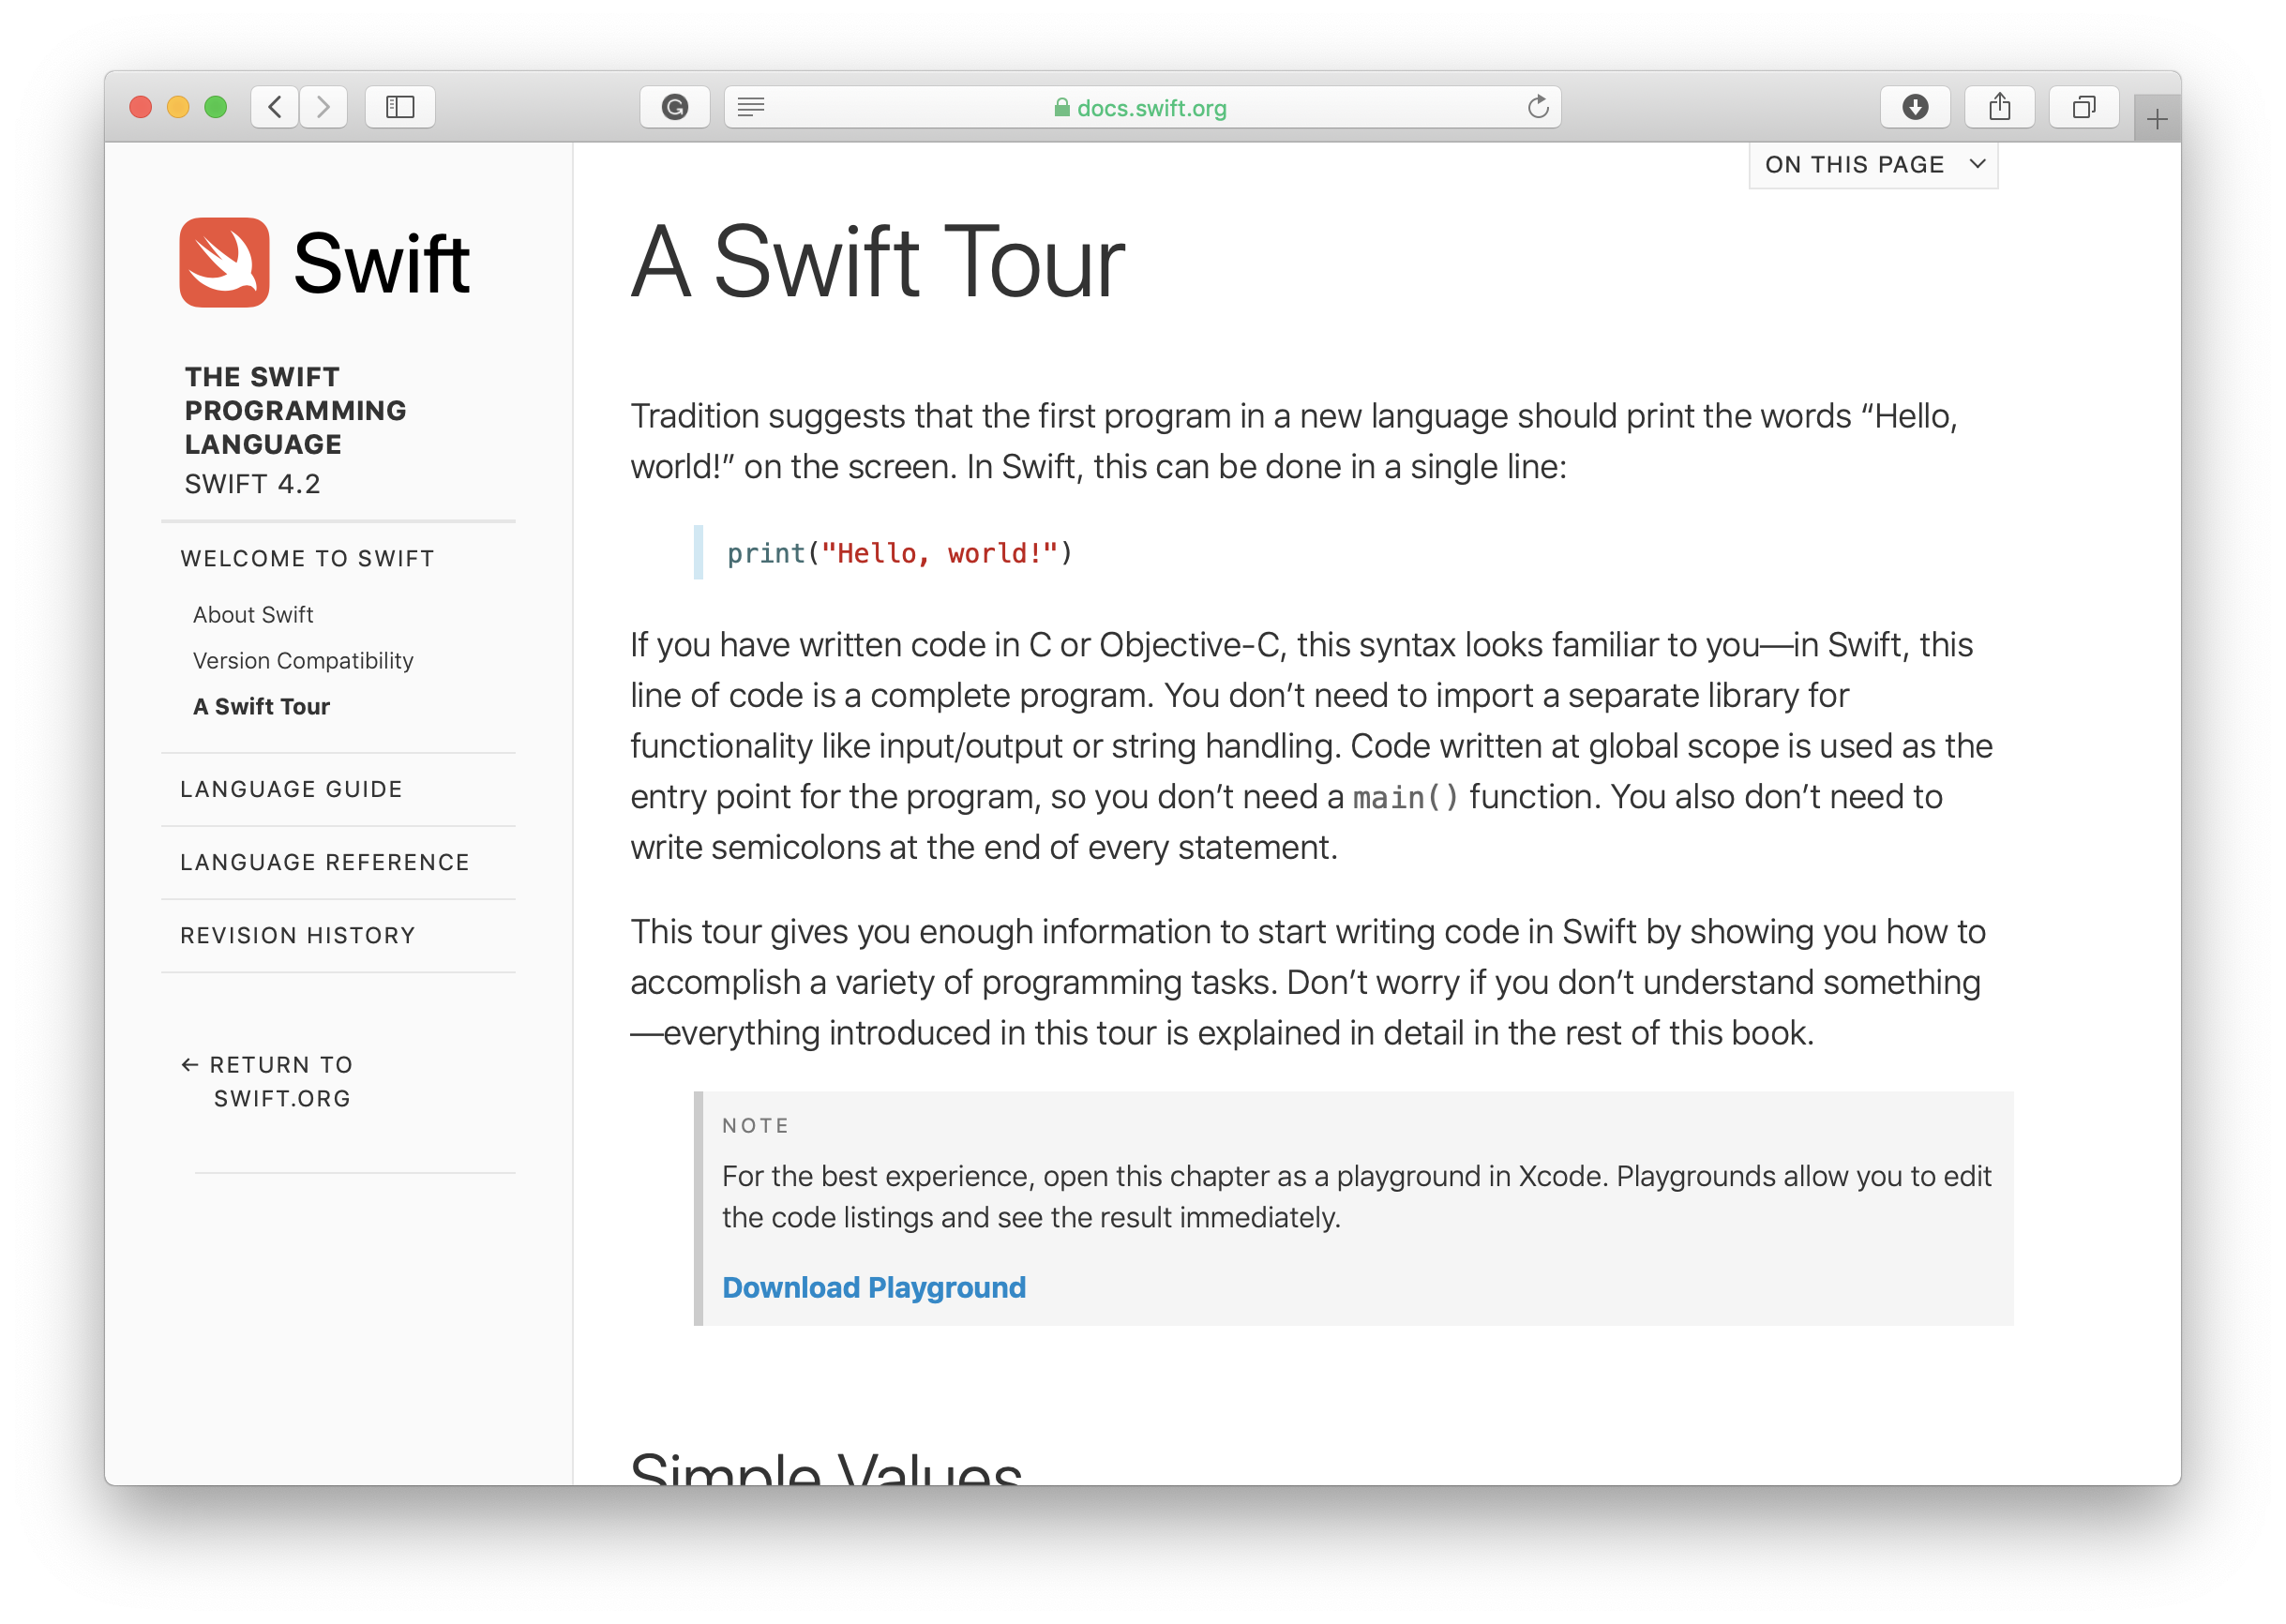 docs.swift.org
ON THIS PAGE
Swift
THE SWIFT
PROGRAMMING
LANGUAGE
SWIFT 4.2
WELCOME TO SWIFT
About Swift
Version Compatibility
A Swift Tour
LANGUAGE GUIDE
LANGUAGE REFERENCE
REVISION HISTORY
← RETURN TO
SWIFT.ORG
A Swift Tour
Tradition suggests that the first program in a new language should print the words “Hello,
world!” on the screen. In Swift, this can be done in a single line:
print("Hello, world!")
If you have written code in C or Objective-C, this syntax looks familiar to you—in Swift, this
line of code is a complete program. You don’t need to import a separate library for
functionality like input/output or string handling. Code written at global scope is used as the
entry point for the program, so you don’t need a main() function. You also don’t need to
write semicolons at the end of every statement.
This tour gives you enough information to start writing code in Swift by showing you how to
accomplish a variety of programming tasks. Don’t worry if you don’t understand something
—everything introduced in this tour is explained in detail in the rest of this book.
NOTE
For the best experience, open this chapter as a playground in Xcode. Playgrounds allow you to edit
the code listings and see the result immediately.
Download Playground
Simple Values